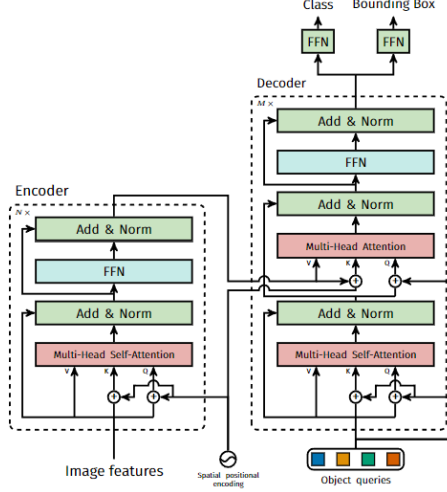 Class
Bounding Box
FFN
FFN
Decoder
M ×
Add & Norm
FFN
Add & Norm
Multi-Head Attention
V
K
Q
Add & Norm
Multi-Head Self-Attention
V
K
Q
Object queries
Encoder
N ×
Add & Norm
FFN
Add & Norm
Multi-Head Self-Attention
V
K
Q
Image features
Spatial positional
encoding